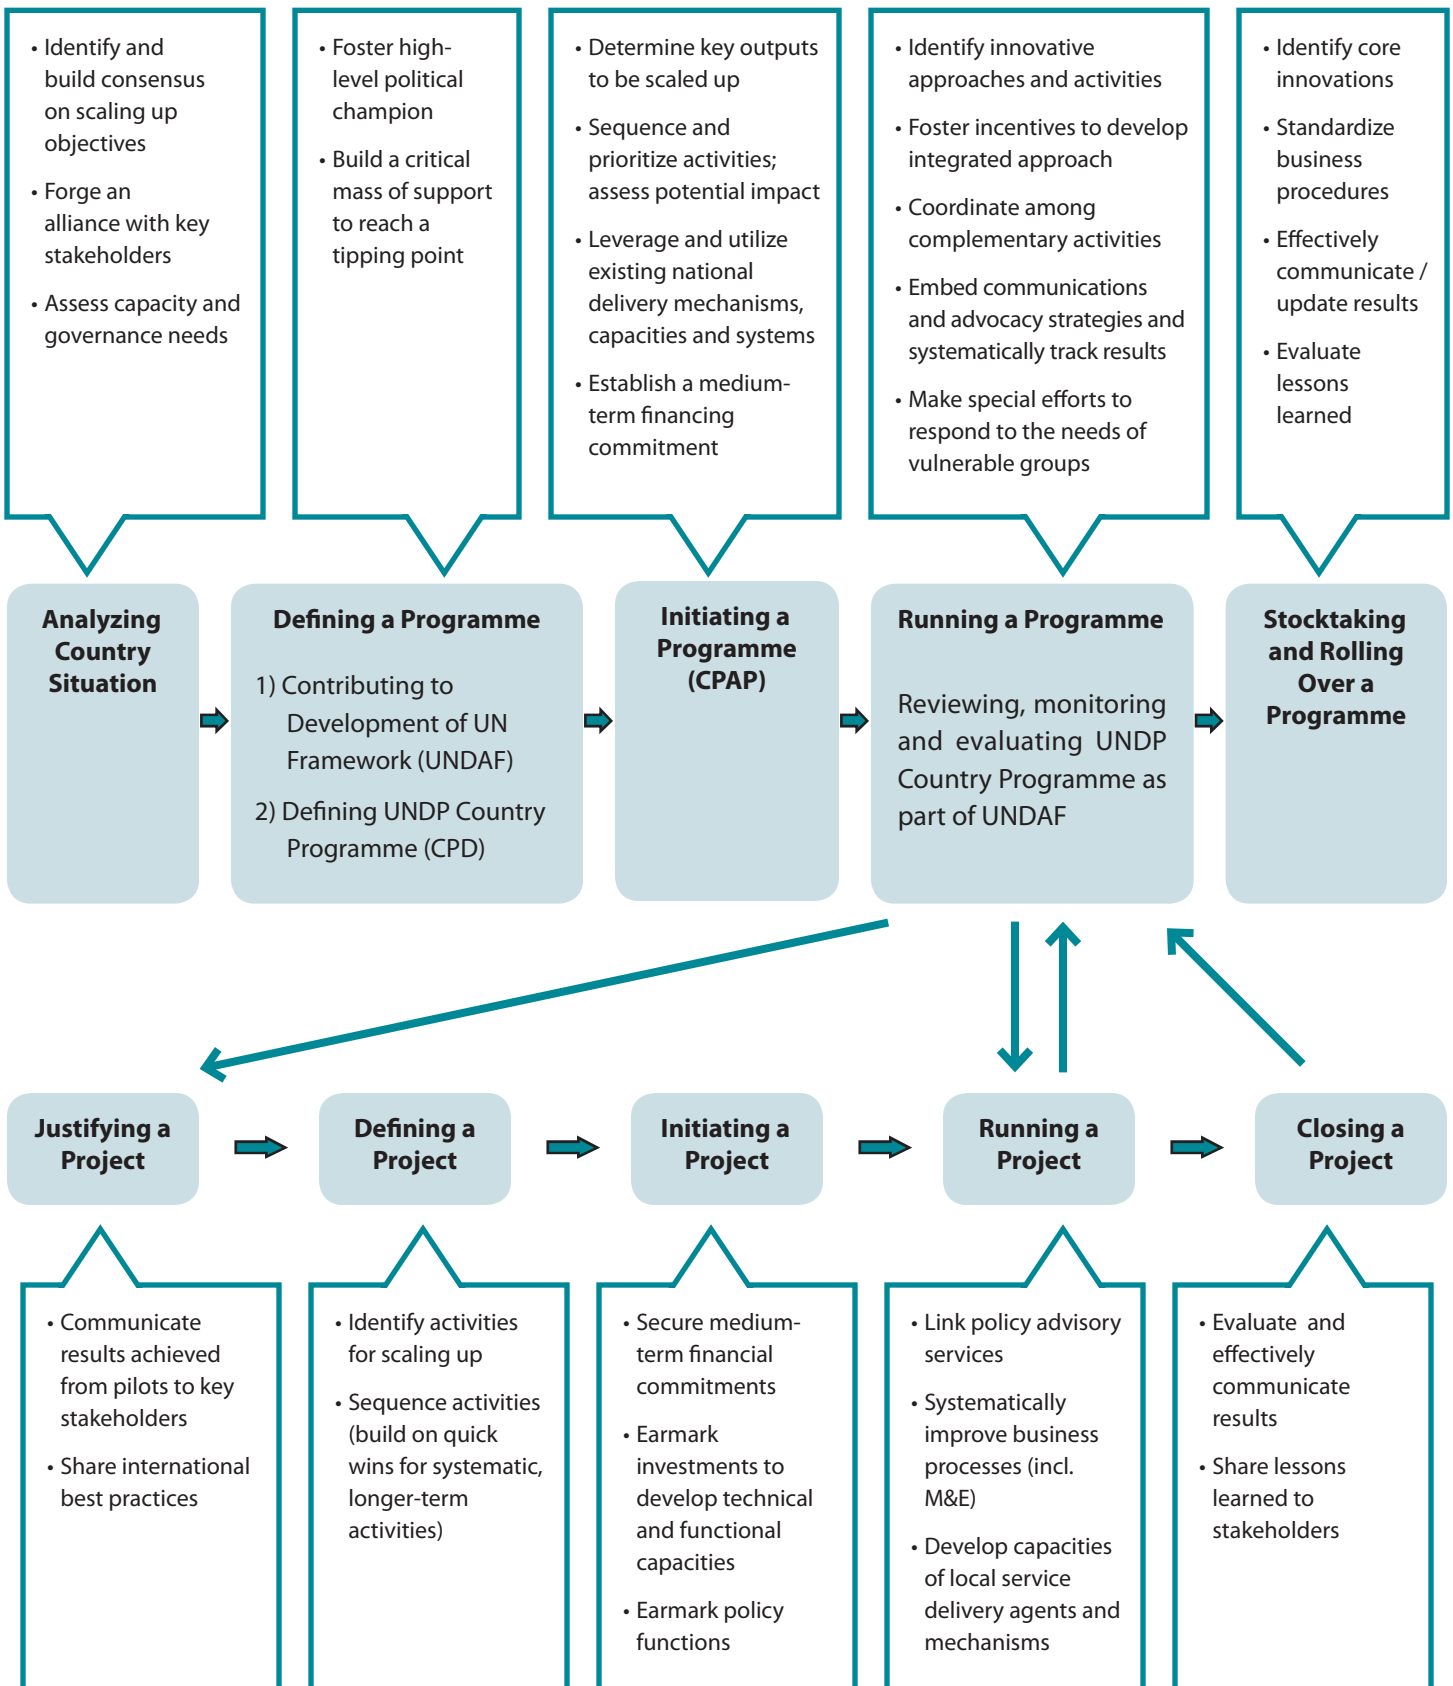 • Identify and
build consensus
on scaling up
objectives
• Forge an
alliance with key
stakeholders
• Assess capacity and
governance needs
• Foster high-
level political
champion
• Build a critical
mass of support
to reach a
tipping point
• Determine key outputs
to be scaled up
• Sequence and
prioritize activities;
assess potential impact
• Leverage and utilize
existing national
delivery mechanisms,
capacities and systems
• Establish a medium-
term financing
commitment
• Identify innovative
approaches and activities
• Foster incentives to develop
integrated approach
• Coordinate among
complementary activities
• Embed communications
and advocacy strategies and
systematically track results
• Make special efforts to
respond to the needs of
vulnerable groups
• Identify core
innovations
• Standardize
business
procedures
• Effectively
communicate /
update results
• Evaluate
lessons
learned
Analyzing
Country
Situation
Defining a Programme
1) Contributing to
Development of UN
Framework (UNDAF)
2) Defining UNDP Country
Programme (CPD)
Initiating a
Programme
(CPAP)
Running a Programme
Reviewing, monitoring
and evaluating UNDP
Country Programme as
part of UNDAF
Stocktaking
and Rolling
Over a
Programme
Justifying a
Project
Defining a
Project
Initiating a
Project
Running a
Project
Closing a
Project
• Communicate
results achieved
from pilots to key
stakeholders
• Share international
best practices
• Identify activities
for scaling up
• Sequence activities
(build on quick
wins for systematic,
longer-term
activities)
• Secure medium-
term financial
commitments
• Earmark
investments to
develop technical
and functional
capacities
• Earmark policy
functions
• Link policy advisory
services
• Systematically
improve business
processes (incl.
M&E)
• Develop capacities
of local service
delivery agents and
mechanisms
• Evaluate and
effectively
communicate
results
• Share lessons
learned to
stakeholders